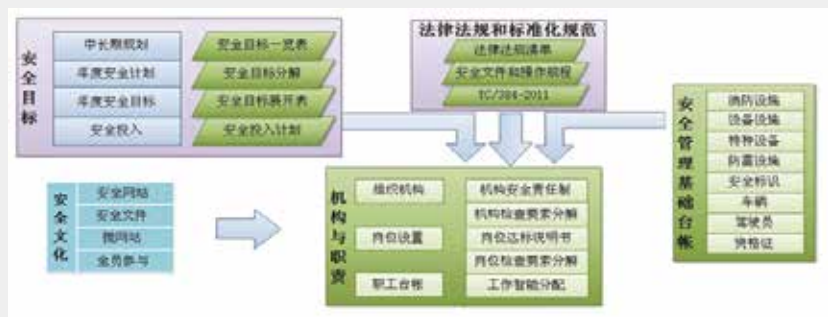 安全目标
中长期规划
年度安全计划
年度安全目标
安全投入
安全目标一览表
安全目标分解
安全目标展开表
安全投入计划
法律法规和标准化规范
法律法规清单
安全文件和操作规程
TC/384-2011
安全管理基础台帐
消防设施
设备设施
特种设备
防雷设施
安全标识
车辆
驾驶员
资格证
安全文化
安全网站
安全文件
微网站
全员参与
机构与职责
组织机构
岗位设置
职工台帐
机构安全责任制
机构检查要素分解
岗位达标说明书
岗位检查要素分解
工作智能分配